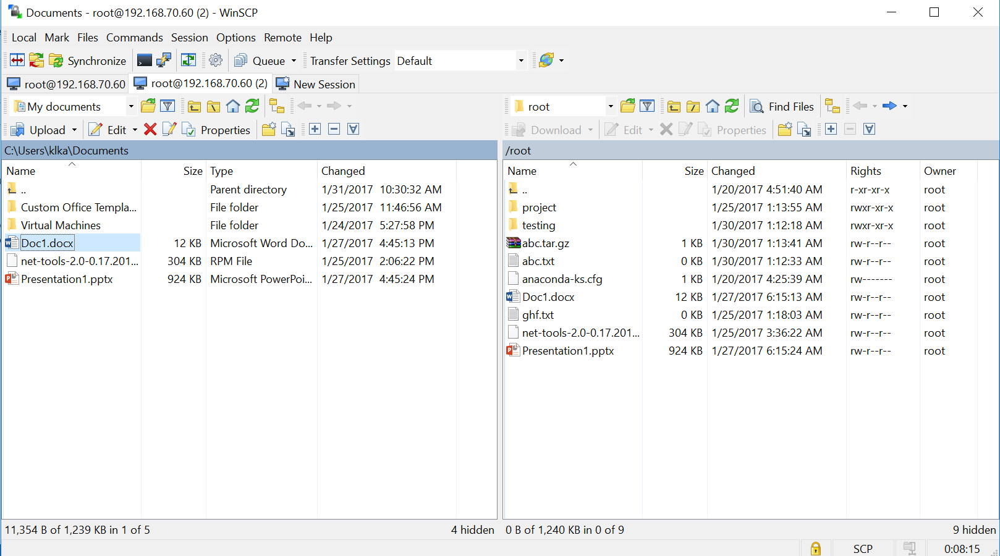 Documents - root@192.168.70.60 (2) - WinSCP
Local Mark Files Commands Session Options Remote Help
Synchronize Queue Transfer Settings Default
root@192.168.70.60 root@192.168.70.60 (2) New Session
My documents root Find Files
Upload Edit Properties Download Edit Properties
C:\Users\klka\Documents /root
Name Size Type Changed Name Size Changed Rights Owner
.. Parent directory 1/31/2017 10:30:32 AM .. 1/20/2017 4:51:40 AM r-xr-xr-x root
Custom Office Templa... File folder 1/25/2017 11:46:56 AM project 1/25/2017 1:13:55 AM rwxr-xr-x root
Virtual Machines File folder 1/24/2017 5:27:58 PM testing 1/30/2017 1:12:18 AM rwxr-xr-x root
Doc1.docx 12 KB Microsoft Word Do... 1/27/2017 4:45:13 PM abc.tar.gz 1 KB 1/30/2017 1:13:41 AM rw-r--r-- root
net-tools-2.0-0.17.201... 304 KB RPM File 1/25/2017 2:06:22 PM abc.txt 0 KB 1/30/2017 1:12:33 AM rw-r--r-- root
Presentation1.pptx 924 KB Microsoft PowerPoi... 1/27/2017 4:45:24 PM anaconda-ks.cfg 1 KB 1/20/2017 4:25:39 AM rw------- root
Doc1.docx 12 KB 1/27/2017 6:15:13 AM rw-r--r-- root
ghf.txt 0 KB 1/25/2017 1:18:03 AM rw-r--r-- root
net-tools-2.0-0.17.201... 304 KB 1/25/2017 3:36:22 AM rw-r--r-- root
Presentation1.pptx 924 KB 1/27/2017 6:15:24 AM rw-r--r-- root
11,354 B of 1,239 KB in 1 of 5 4 hidden 0 B of 1,240 KB in 0 of 9 9 hidden
SCP 0:08:15